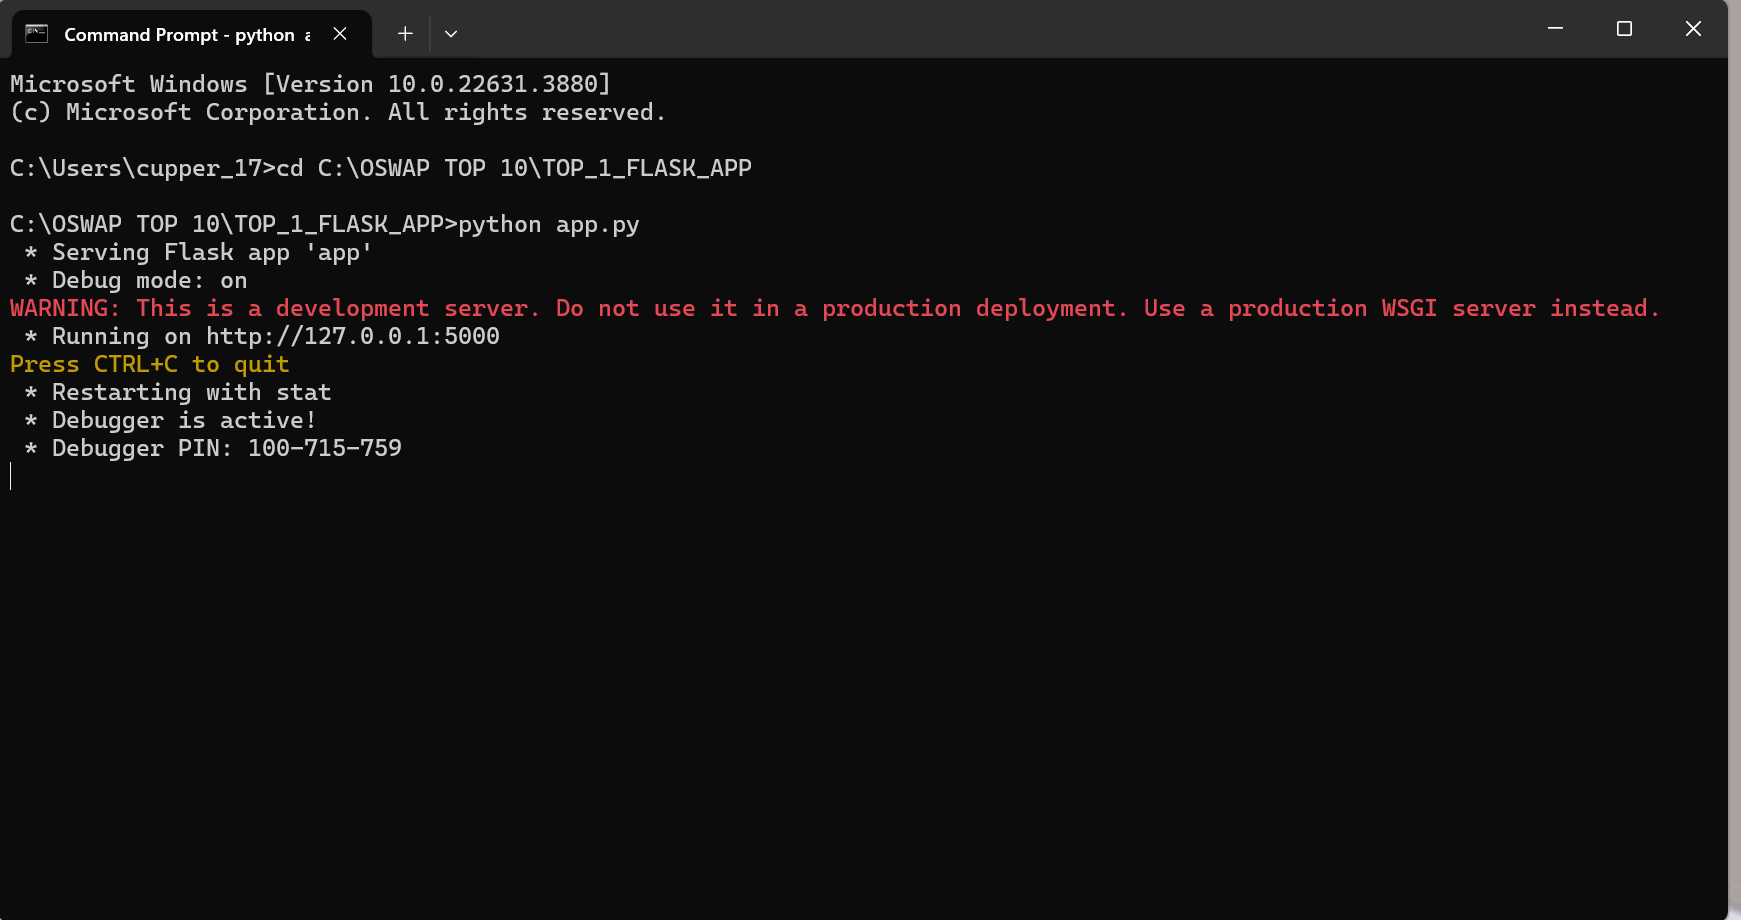 Command Prompt - python a
Microsoft Windows [Version 10.0.22631.3880]
(c) Microsoft Corporation. All rights reserved.
C:\Users\cupper_17>cd C:\OSWAP TOP 10\TOP_1_FLASK_APP
C:\OSWAP TOP 10\TOP_1_FLASK_APP>python app.py
 * Serving Flask app 'app'
 * Debug mode: on
WARNING: This is a development server. Do not use it in a production deployment. Use a production WSGI server instead.
 * Running on http://127.0.0.1:5000
Press CTRL+C to quit
 * Restarting with stat
 * Debugger is active!
 * Debugger PIN: 100-715-759